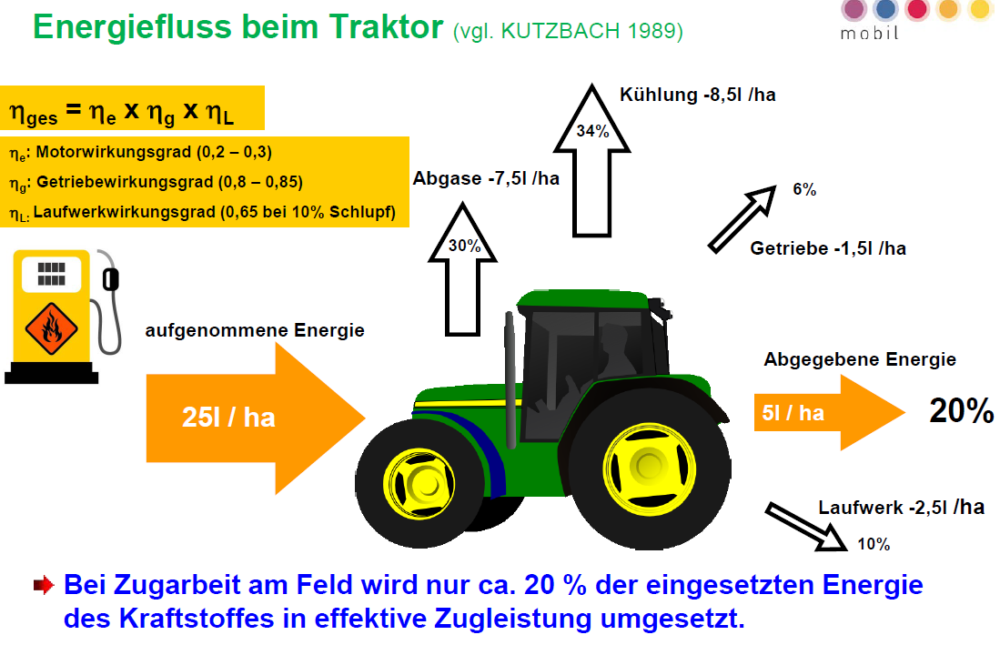 Energiefluss beim Traktor (vgl. KUTZBACH 1989)
mobil
ηges = ηe x ηg x ηL
ηe: Motorwirkungsgrad (0,2 – 0,3)
ηg: Getriebewirkungsgrad (0,8 – 0,85)
ηL: Laufwerkwirkungsgrad (0,65 bei 10% Schlupf)
Kühlung -8,5l /ha
34%
Abgase -7,5l /ha
30%
6%
Getriebe -1,5l /ha
aufgenommene Energie
25l / ha
Abgegebene Energie
5l / ha
20%
Laufwerk -2,5l /ha
10%
Bei Zugarbeit am Feld wird nur ca. 20 % der eingesetzten Energie
des Kraftstoffes in effektive Zugleistung umgesetzt.